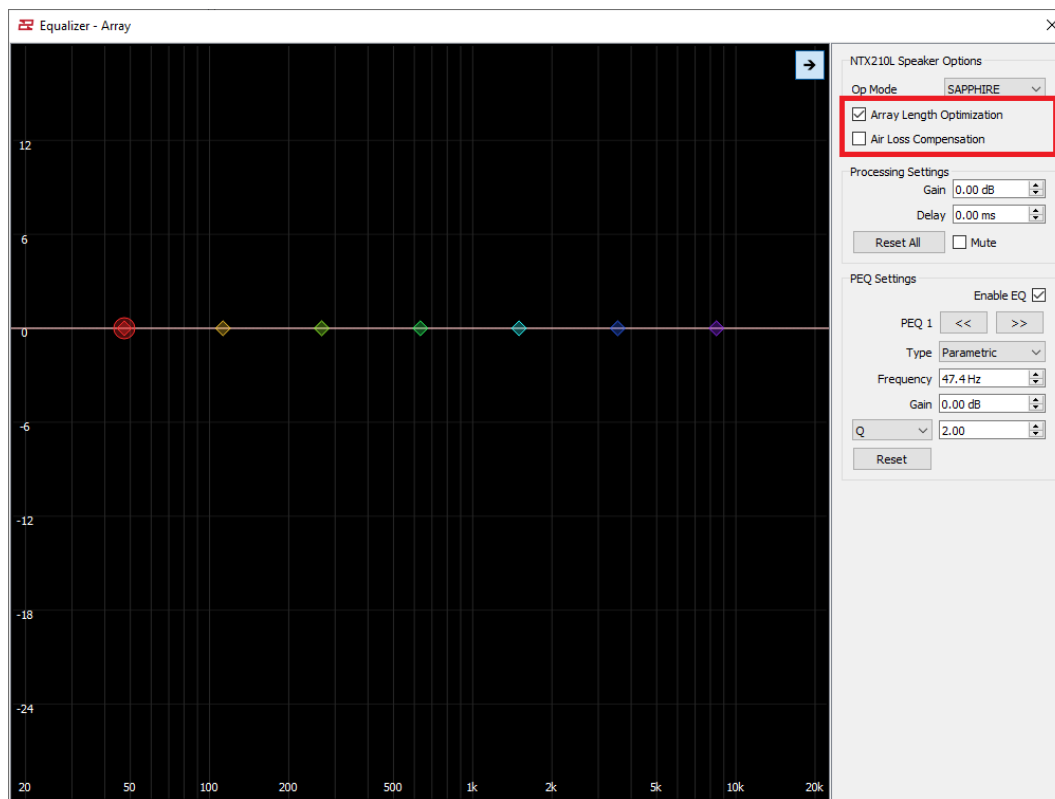 Equalizer - Array
NTX210L Speaker Options
Op Mode SAPPHIRE
Array Length Optimization
Air Loss Compensation
Processing Settings
Gain 0.00 dB
Delay 0.00 ms
Reset All Mute
PEQ Settings
Enable EQ
PEQ 1 << >>
Type Parametric
Frequency 47.4 Hz
Gain 0.00 dB
Q 2.00
Reset
12
6
0
-6
-12
-18
-24
20 50 100 200 500 1k 2k 5k 10k 20k